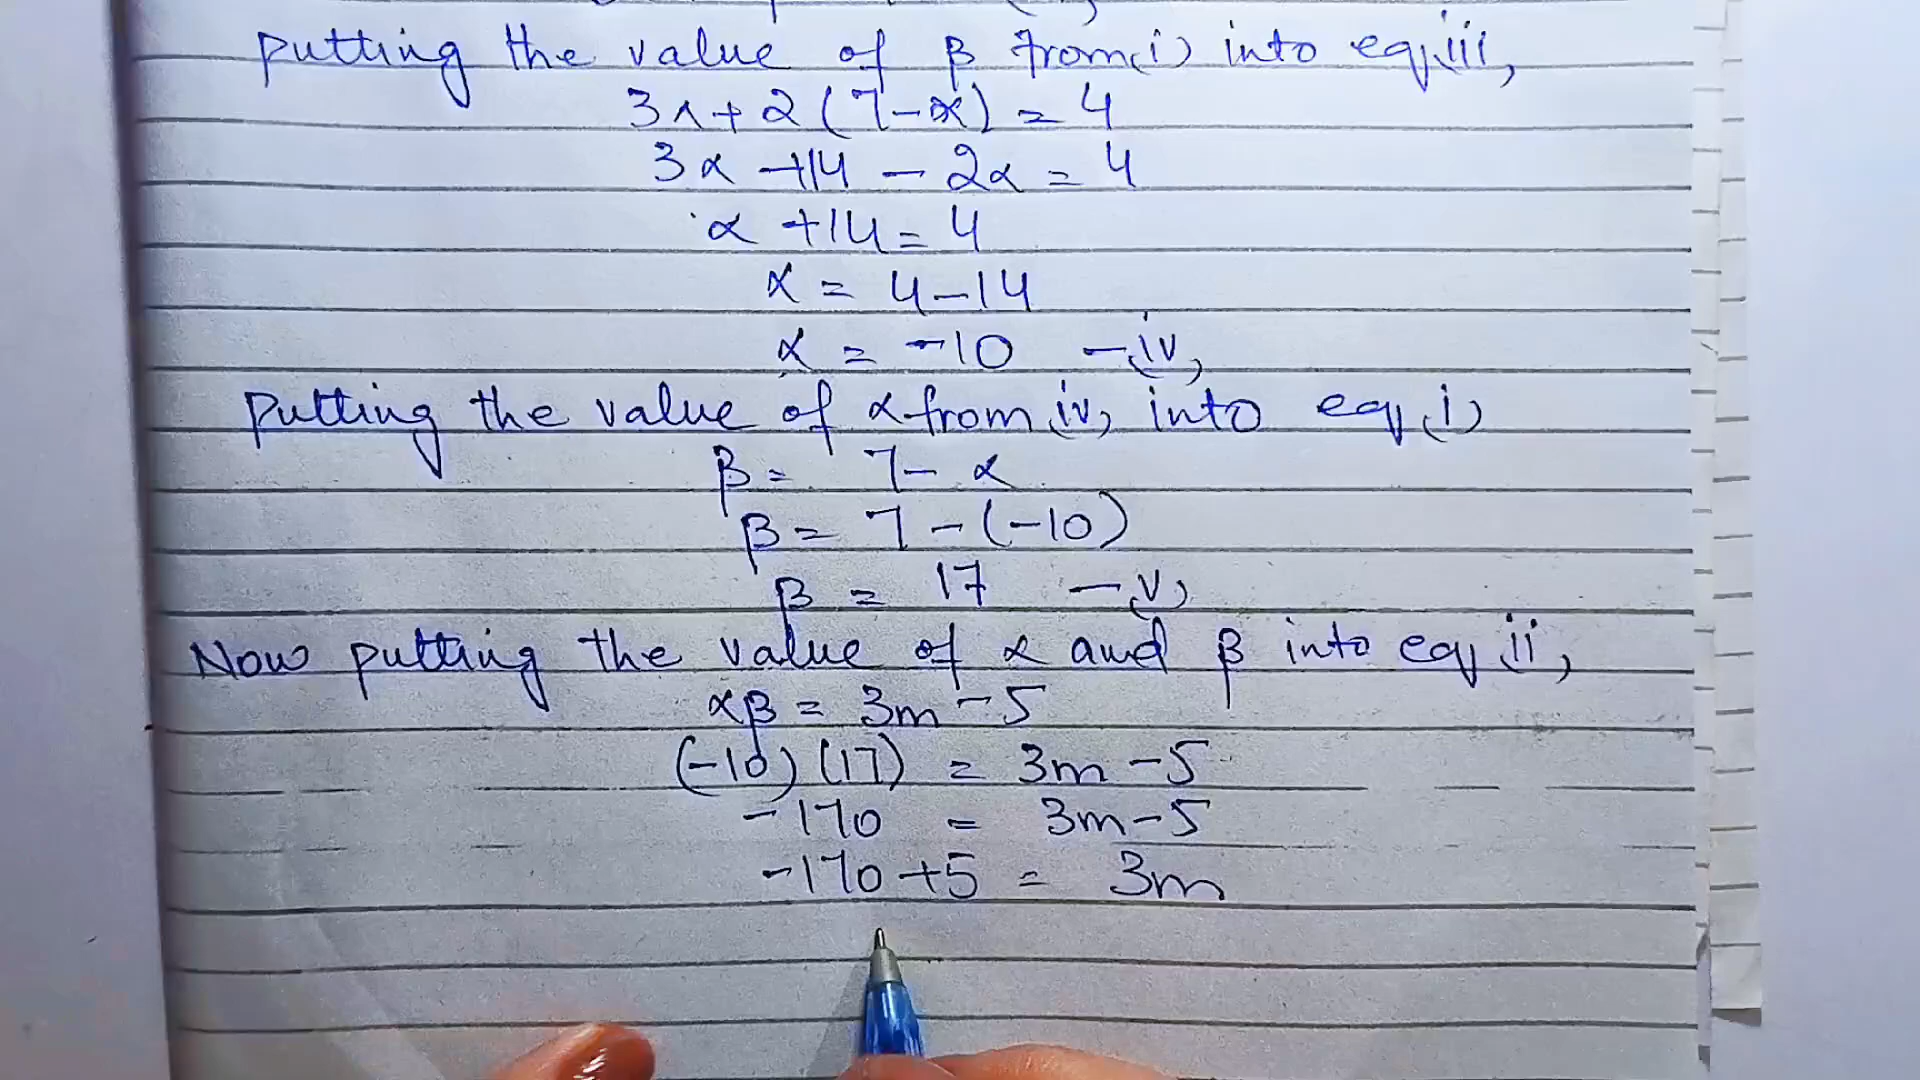 putting the value of β from (i) into eq (iii)
3α + 2 (7-α) = 4
3α +14 - 2α = 4
α +14 = 4
α = 4-14
α = -10 - (iv)
putting the value of α from (iv) into eq (i)
β = 7 - α
β = 7 - (-10)
β = 17 - (v)
Now putting the value of α and β into eq (ii)
αβ = 3m - 5
(-10) (17) = 3m - 5
-170 = 3m - 5
-170 + 5 = 3m